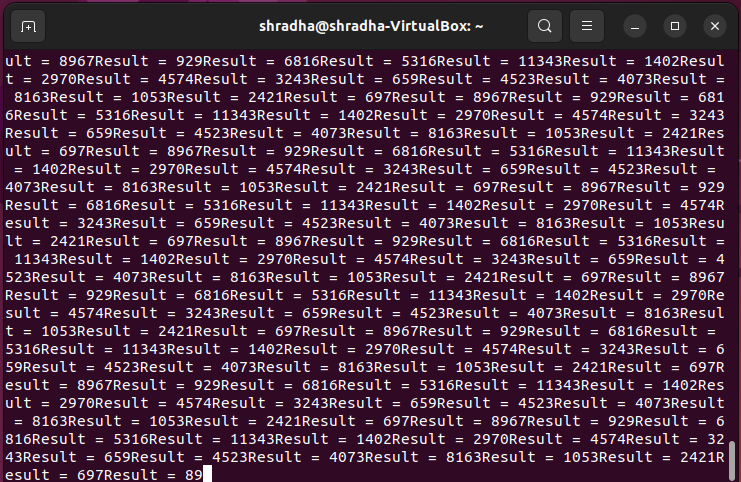 shradha@shradha-VirtualBox: ~
ult = 8967Result = 929Result = 6816Result = 5316Result = 11343Result = 1402Resul
t = 2970Result = 4574Result = 3243Result = 659Result = 4523Result = 4073Result =
 8163Result = 1053Result = 2421Result = 697Result = 8967Result = 929Result = 681
6Result = 5316Result = 11343Result = 1402Result = 2970Result = 4574Result = 3243
Result = 659Result = 4523Result = 4073Result = 8163Result = 1053Result = 2421Res
ult = 697Result = 8967Result = 929Result = 6816Result = 5316Result = 11343Result
 = 1402Result = 2970Result = 4574Result = 3243Result = 659Result = 4523Result =
4073Result = 8163Result = 1053Result = 2421Result = 697Result = 8967Result = 929
Result = 6816Result = 5316Result = 11343Result = 1402Result = 2970Result = 4574R
esult = 3243Result = 659Result = 4523Result = 4073Result = 8163Result = 1053Resu
lt = 2421Result = 697Result = 8967Result = 929Result = 6816Result = 5316Result =
 11343Result = 1402Result = 2970Result = 4574Result = 3243Result = 659Result = 4
523Result = 4073Result = 8163Result = 1053Result = 2421Result = 697Result = 8967
Result = 929Result = 6816Result = 5316Result = 11343Result = 1402Result = 2970Re
sult = 4574Result = 3243Result = 659Result = 4523Result = 4073Result = 8163Resul
t = 1053Result = 2421Result = 697Result = 8967Result = 929Result = 6816Result =
5316Result = 11343Result = 1402Result = 2970Result = 4574Result = 3243Result = 6
59Result = 4523Result = 4073Result = 8163Result = 1053Result = 2421Result = 697R
esult = 8967Result = 929Result = 6816Result = 5316Result = 11343Result = 1402Res
ult = 2970Result = 4574Result = 3243Result = 659Result = 4523Result = 4073Result
 = 8163Result = 1053Result = 2421Result = 697Result = 8967Result = 929Result = 6
816Result = 5316Result = 11343Result = 1402Result = 2970Result = 4574Result = 32
43Result = 659Result = 4523Result = 4073Result = 8163Result = 1053Result = 2421R
esult = 697Result = 89